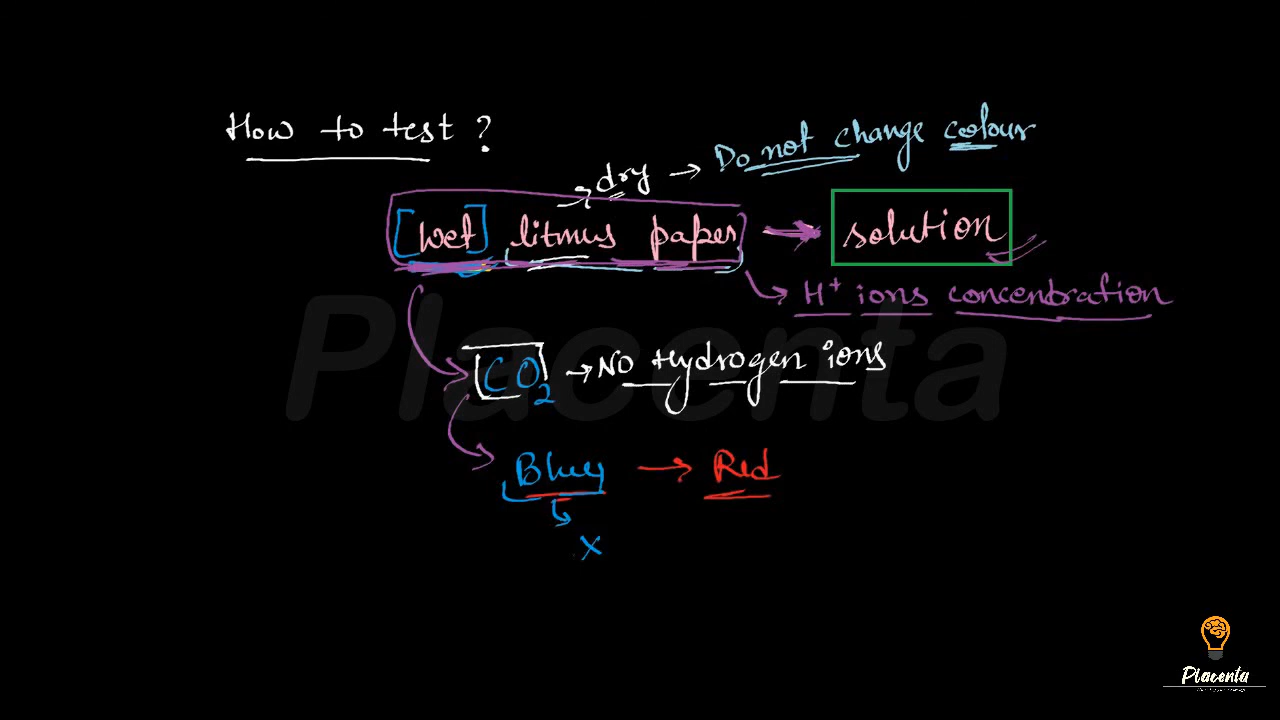 How to test ?
dry → Do not change colour
[wet] litmus paper → solution
H+ ions concentration
CO2 → No Hydrogen ions
Blue → Red
x
Placenta
Placenta